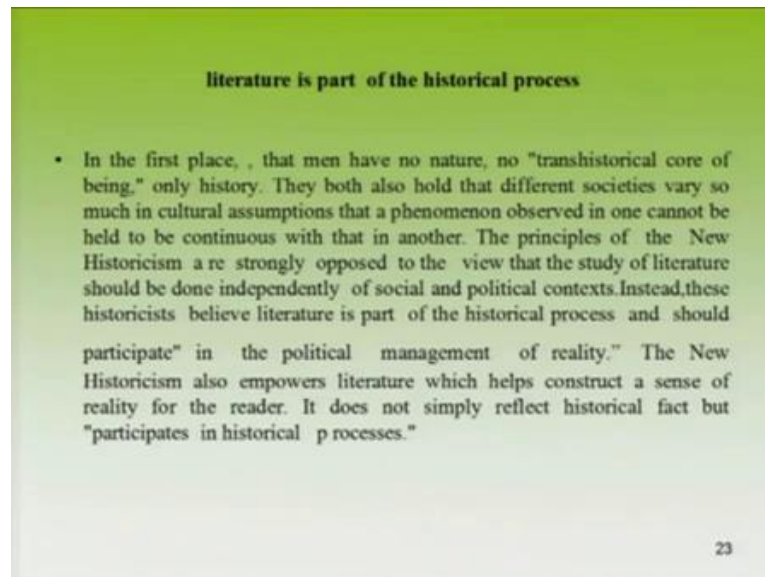 literature is part of the historical process
• In the first place, , that men have no nature, no "transhistorical core of
being," only history. They both also hold that different societies vary so
much in cultural assumptions that a phenomenon observed in one cannot be
held to be continuous with that in another. The principles of the New
Historicism a re strongly opposed to the view that the study of literature
should be done independently of social and political contexts.Instead,these
historicists believe literature is part of the historical process and should
participate" in the political management of reality.” The New
Historicism also empowers literature which helps construct a sense of
reality for the reader. It does not simply reflect historical fact but
"participates in historical p rocesses."
23